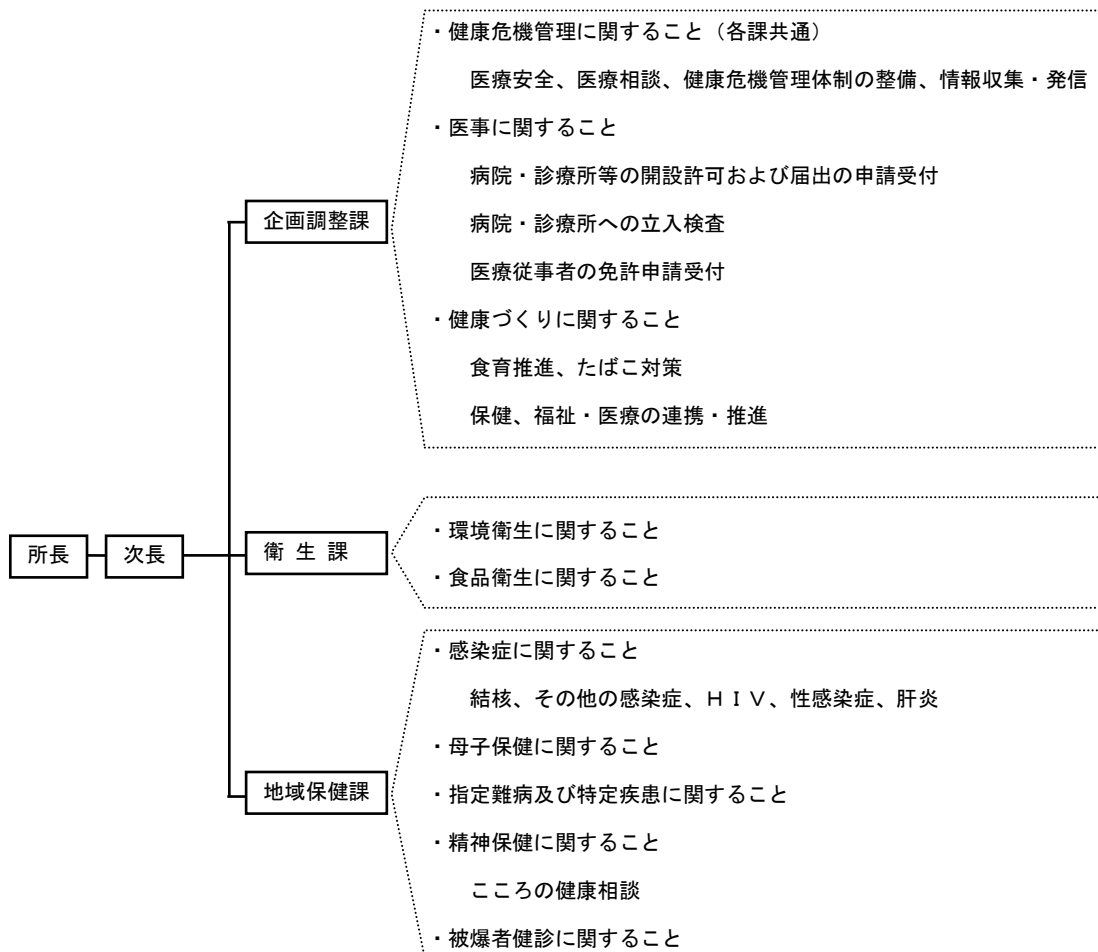 ・健康危機管理に関すること（各課共通）
医療安全、医療相談、健康危機管理体制の整備、情報収集・発信
・医事に関すること
病院・診療所等の開設許可および届出の申請受付
企画調整課
病院・診療所への立入検査
医療従事者の免許申請受付
・健康づくりに関すること
食育推進、たばこ対策
保健、福祉・医療の連携・推進
所長
次長
衛 生 課
・環境衛生に関すること
・食品衛生に関すること
・感染症に関すること
結核、その他の感染症、ＨＩＶ、性感染症、肝炎
・母子保健に関すること
地域保健課
・指定難病及び特定疾患に関すること
・精神保健に関すること
こころの健康相談
・被爆者健診に関すること